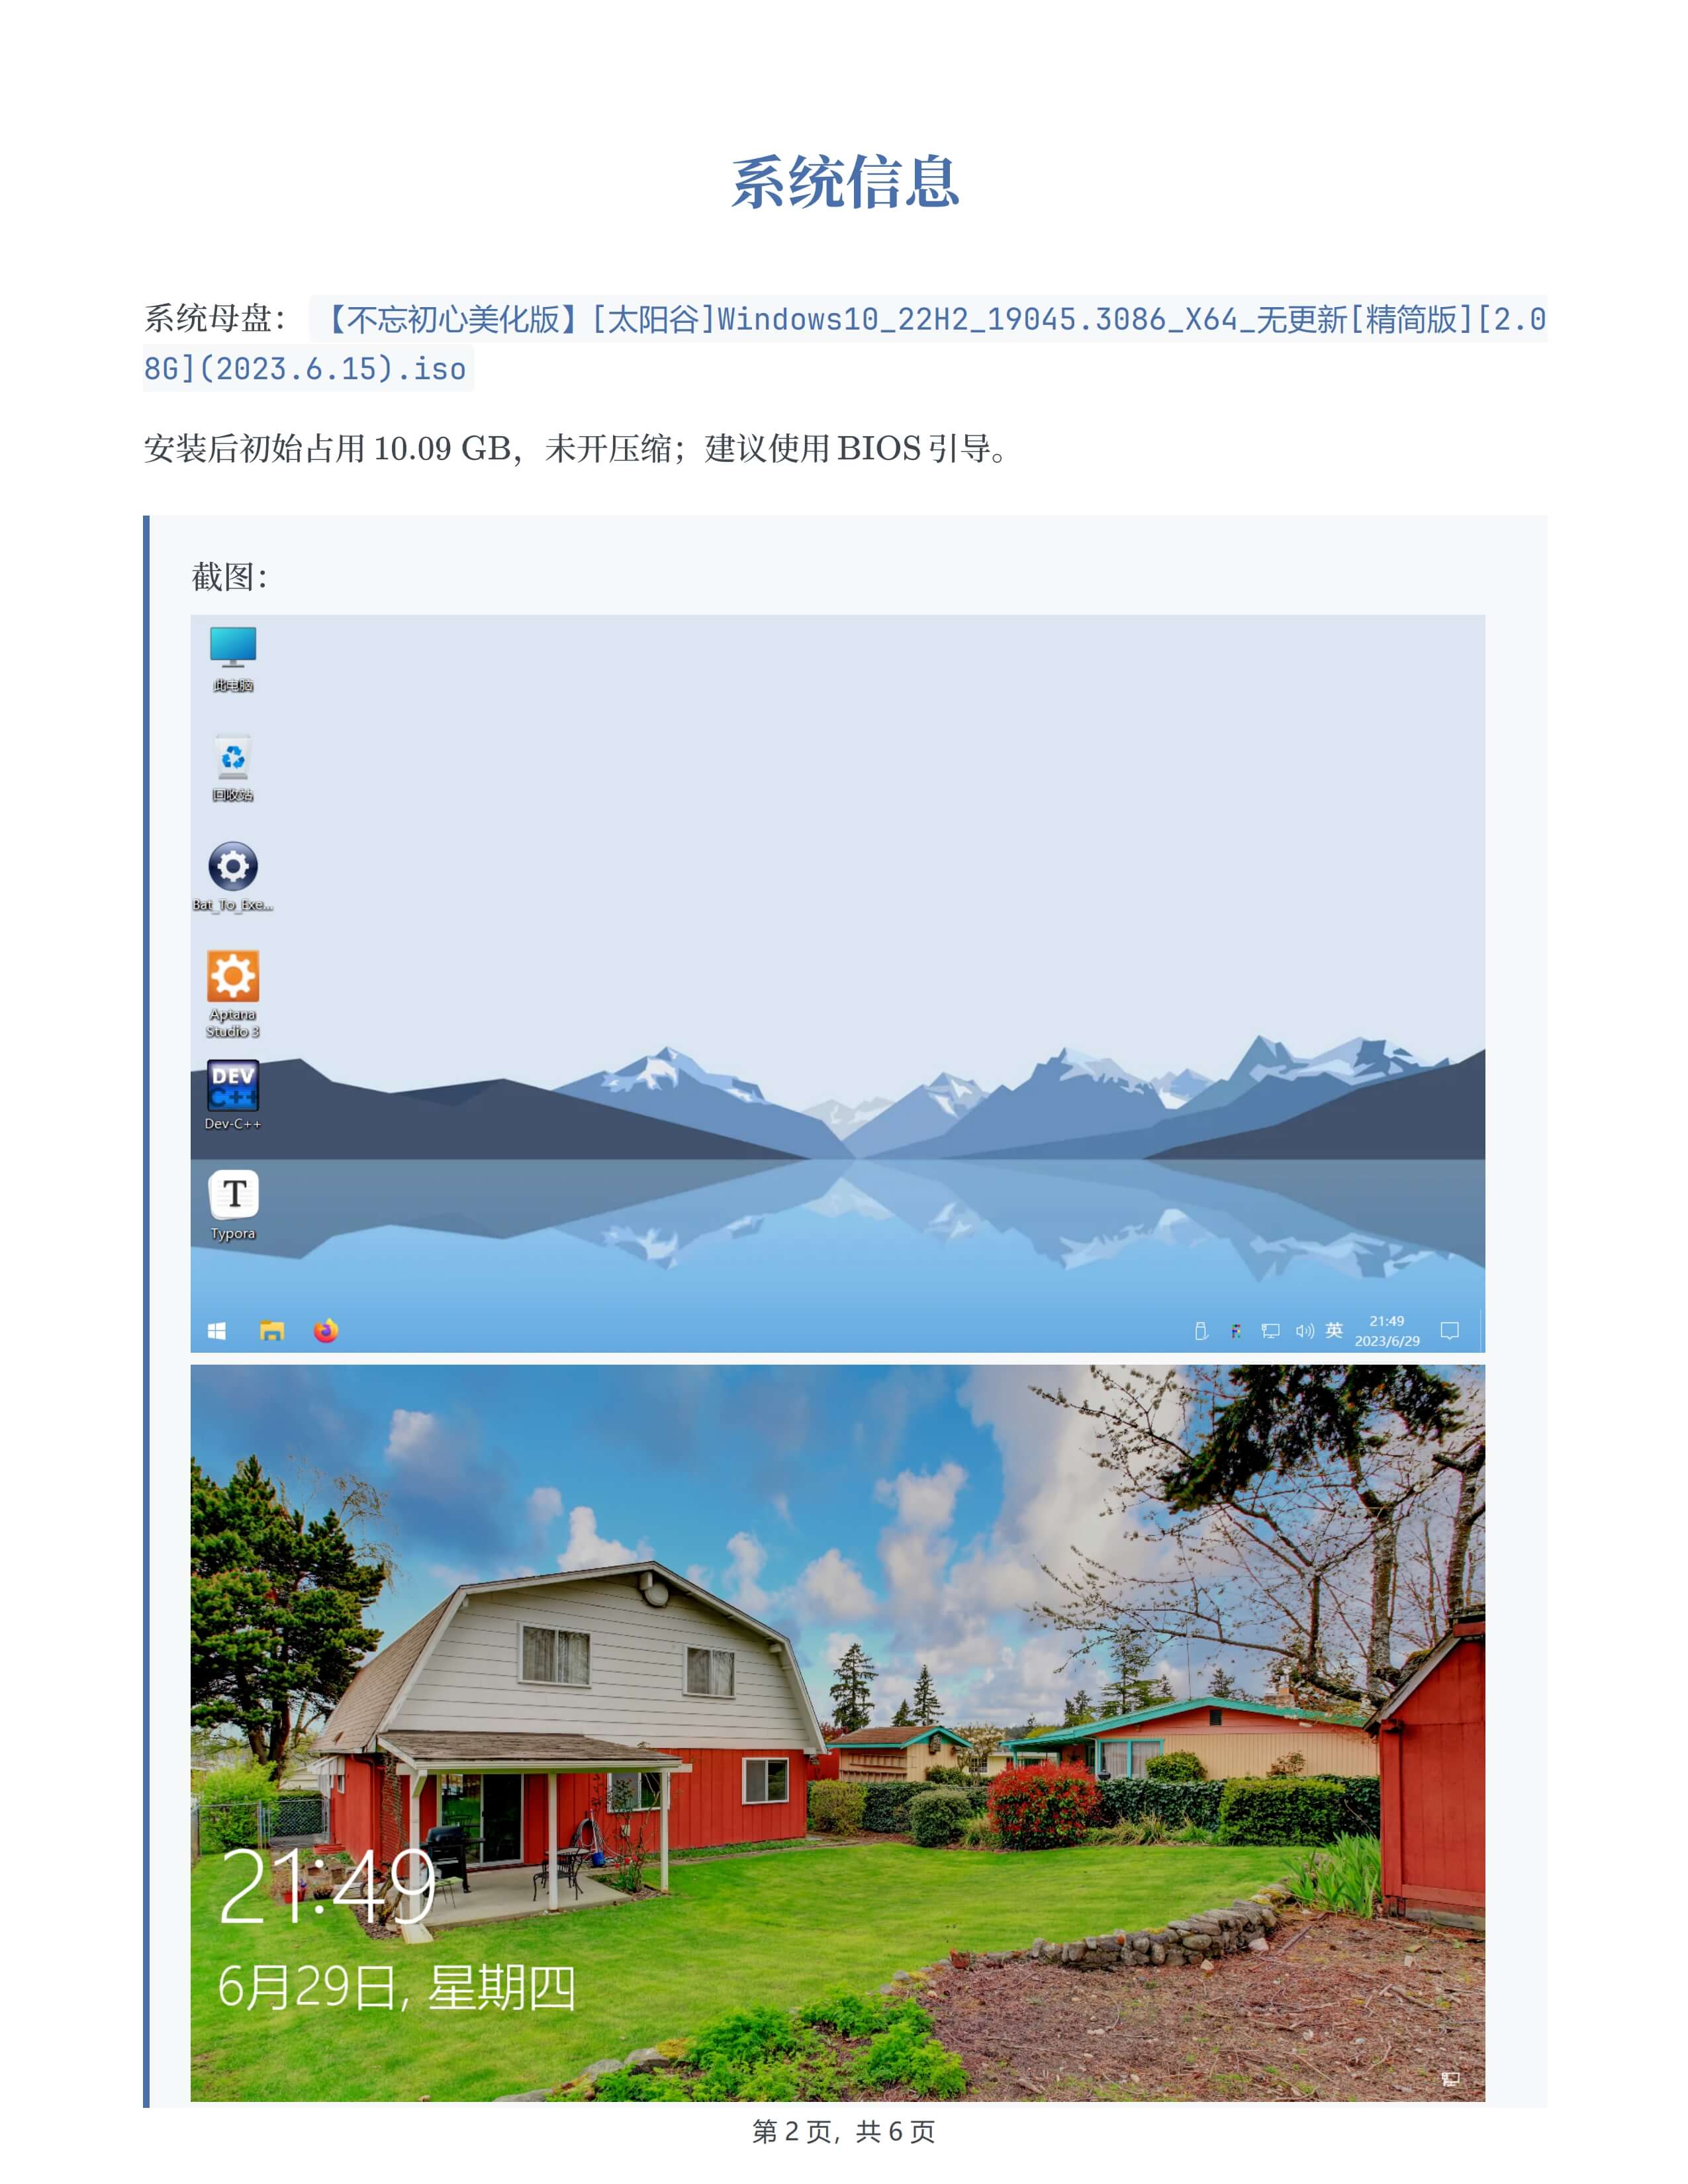 系统信息
系统母盘：【不忘初心美化版】[太阳谷]Windows10_22H2_19045.3086_X64_无更新[精简版][2.0
8G](2023.6.15).iso
安装后初始占用 10.09 GB，未开压缩；建议使用 BIOS 引导。
截图：
此电脑
回收站
Bat_To_Exe...
Aptana
Studio 3
DEV
C++
Dev-C++
T
Typora
英
21:49
2023/6/29
21:49
6月29日, 星期四
第 2 页，共 6 页